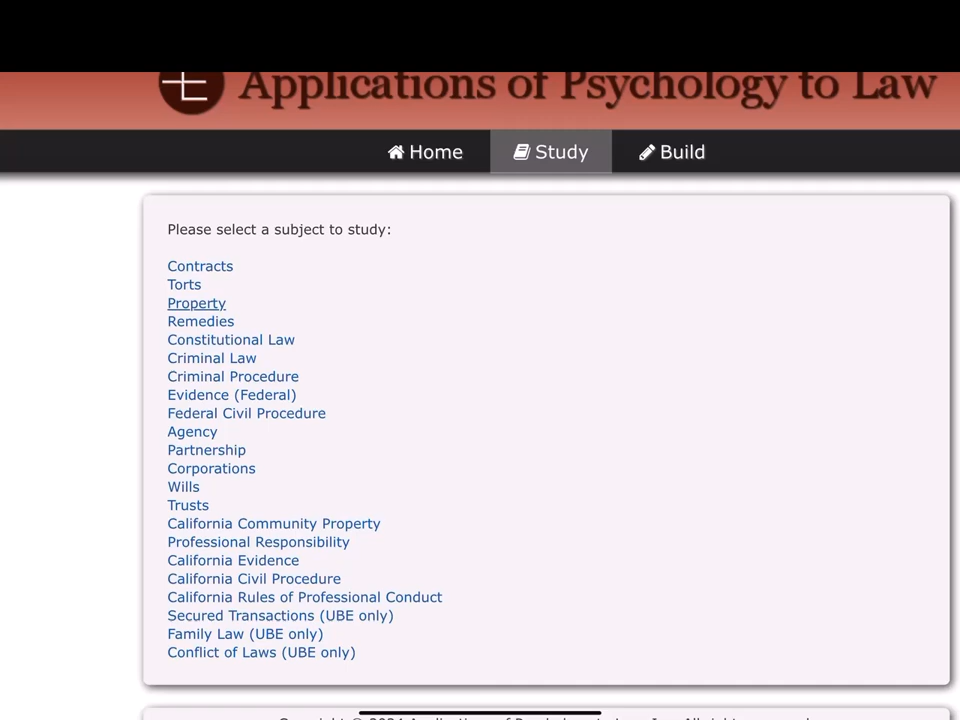 Applications of Psychology to Law
Home Study Build
Please select a subject to study:
Contracts
Torts
Property
Remedies
Constitutional Law
Criminal Law
Criminal Procedure
Evidence (Federal)
Federal Civil Procedure
Agency
Partnership
Corporations
Wills
Trusts
California Community Property
Professional Responsibility
California Evidence
California Civil Procedure
California Rules of Professional Conduct
Secured Transactions (UBE only)
Family Law (UBE only)
Conflict of Laws (UBE only)